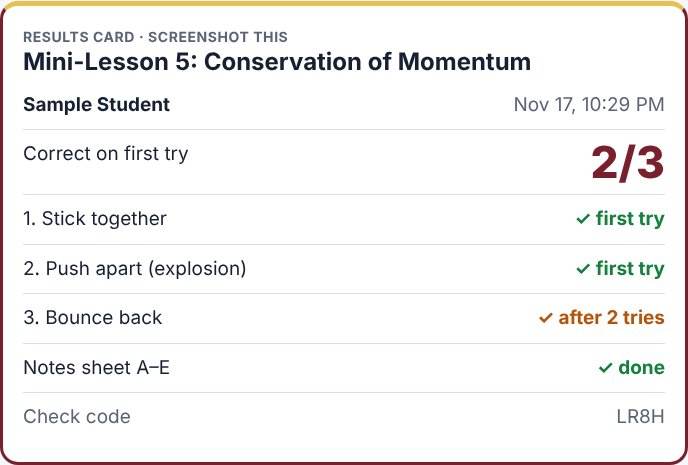 RESULTS CARD · SCREENSHOT THIS
Mini-Lesson 5: Conservation of Momentum
Sample Student Nov 17, 10:29 PM
Correct on first try 2/3
1. Stick together ✓ first try
2. Push apart (explosion) ✓ first try
3. Bounce back ✓ after 2 tries
Notes sheet A–E ✓ done
Check code LR8H